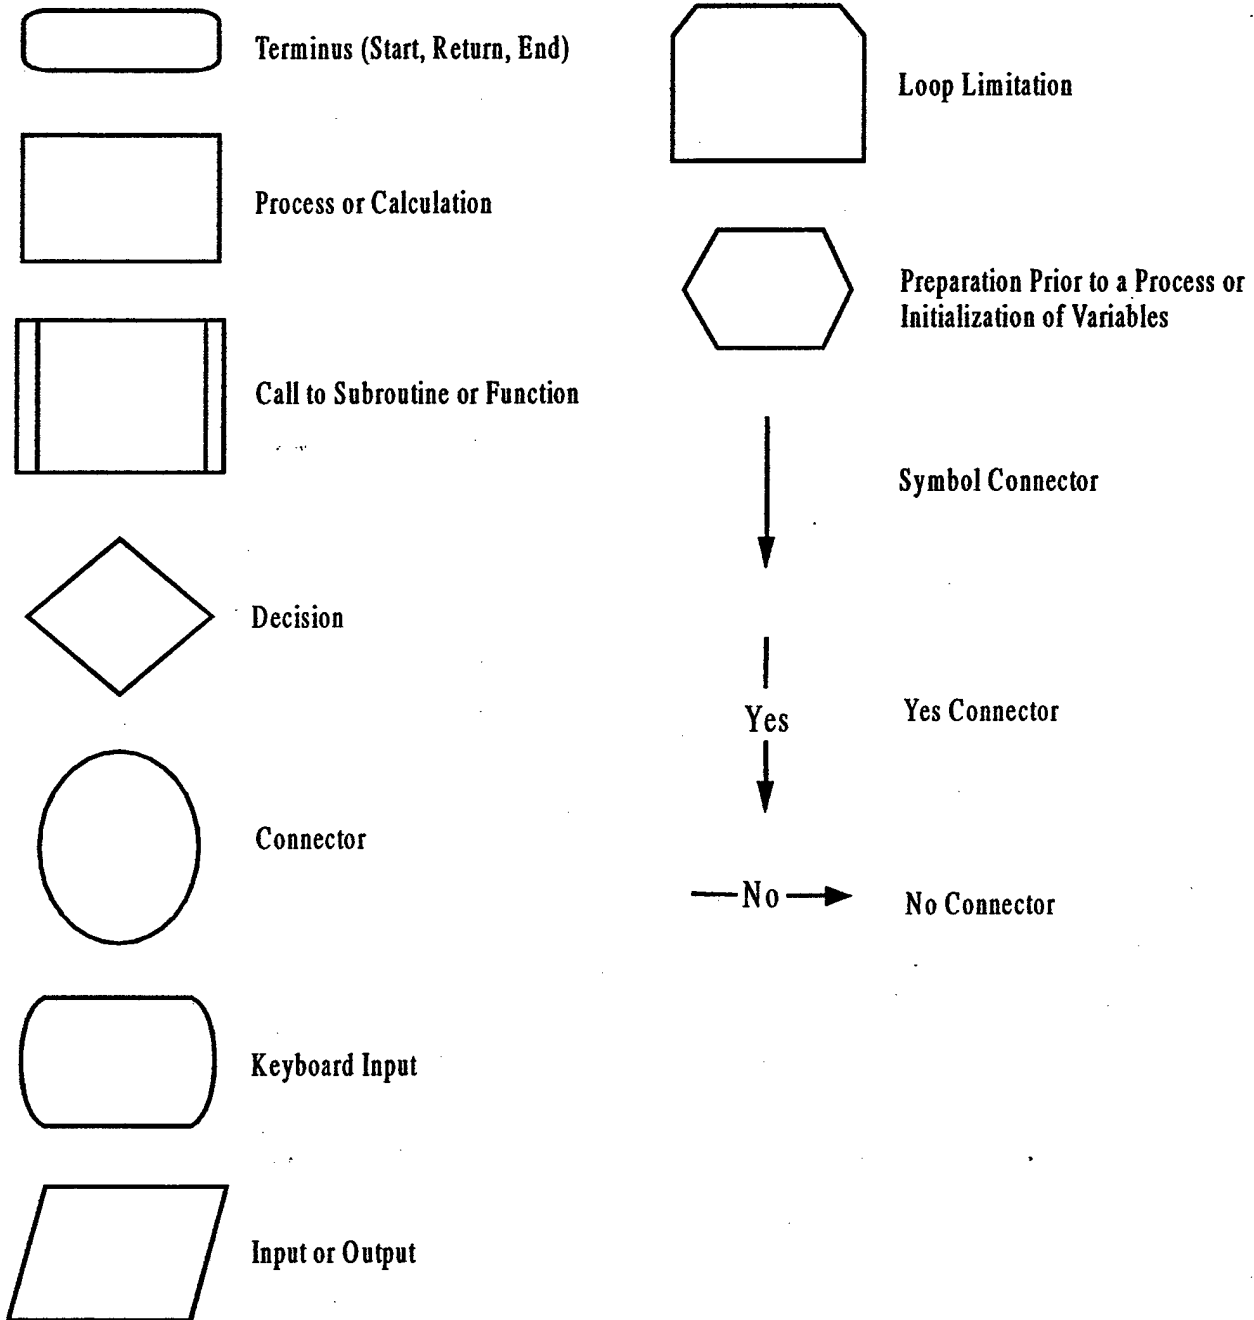 Terminus (Start, Return, End)
Process or Calculation
Call to Subroutine or Function
Decision
Connector
Keyboard Input
Input or Output
Loop Limitation
Preparation Prior to a Process or
Initialization of Variables
Symbol Connector
Yes
Yes Connector
No
No Connector